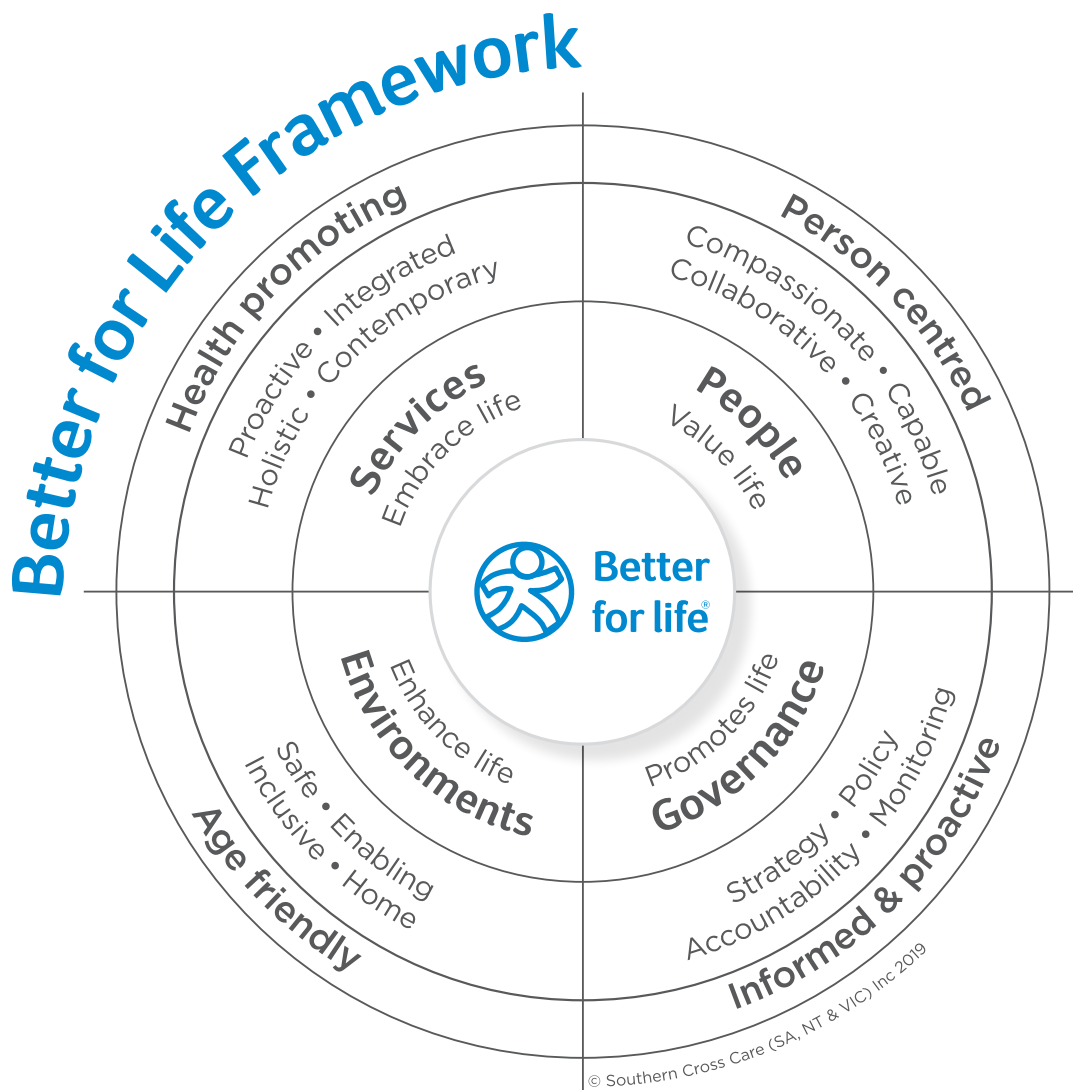 Better for Life Framework
Health promoting
Proactive • Integrated
Holistic • Contemporary
Services
Embrace life
Person centred
Compassionate • Capable
Collaborative • Creative
People
Value life
Better
for life®
Enhance life
Environments
Safe • Enabling
Inclusive • Home
Age friendly
Promotes life
Governance
Strategy • Policy
Accountability • Monitoring
Informed & proactive
© Southern Cross Care (SA, NT & VIC) Inc 2019